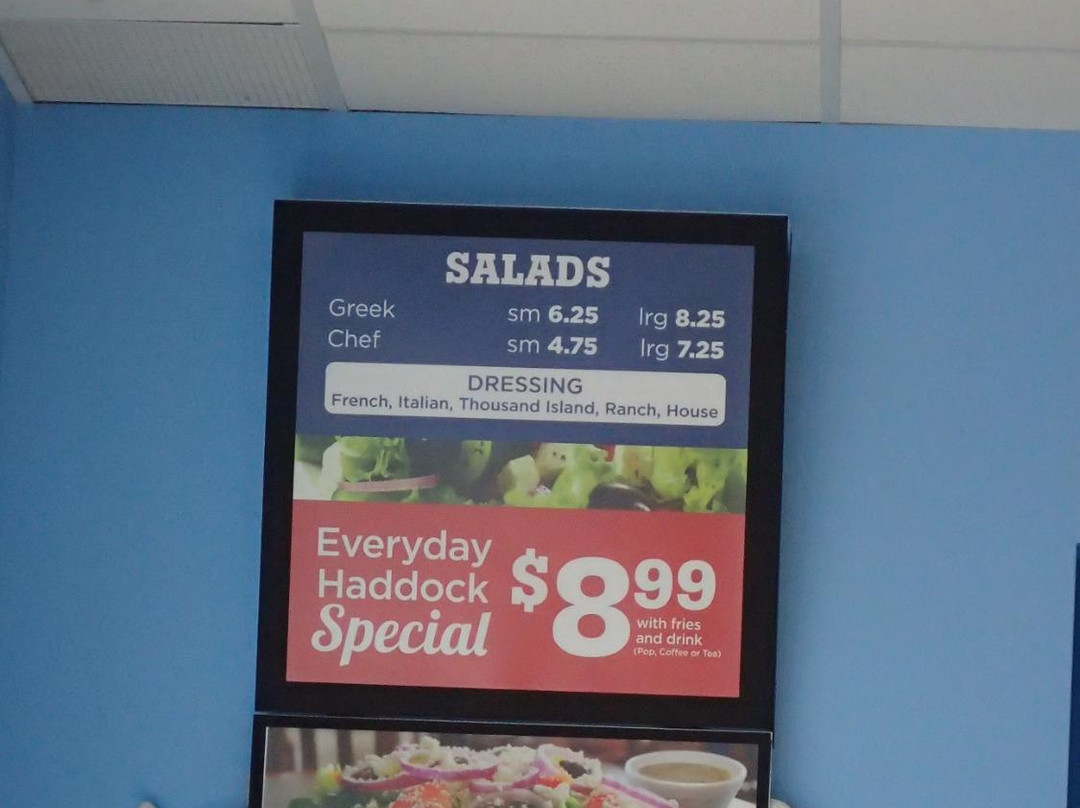 SALADS
Greek sm 6.25 lrg 8.25
Chef sm 4.75 lrg 7.25
DRESSING
French, Italian, Thousand Island, Ranch, House
Everyday
Haddock
Special
$8.99
with fries
and drink
(Pop, Coffee or Tea)